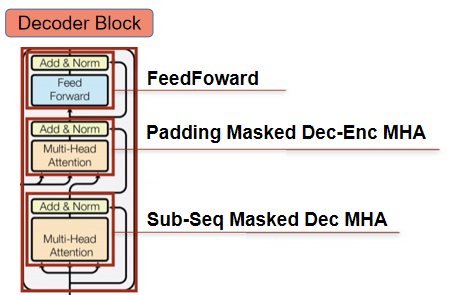 Decoder Block
Add & Norm
Feed
Forward
FeedFoward
Add & Norm
Multi-Head
Attention
Padding Masked Dec-Enc MHA
Add & Norm
Multi-Head
Attention
Sub-Seq Masked Dec MHA